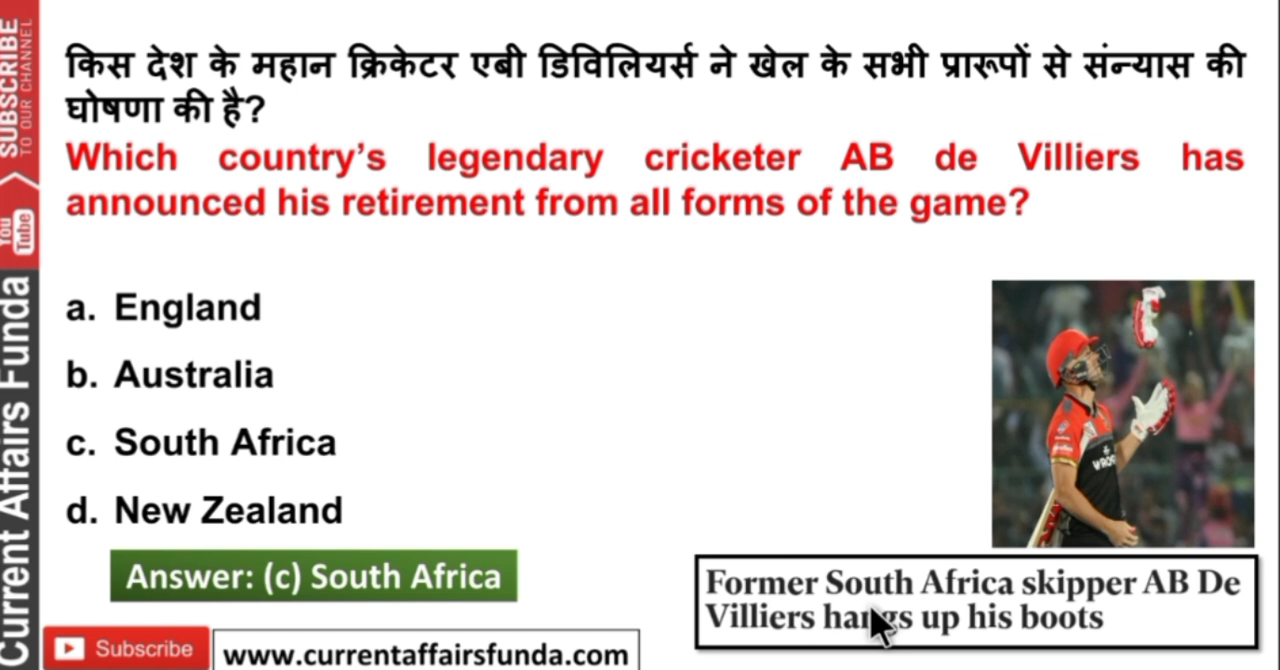 SUBSCRIBE
TO OUR CHANNEL
You
Tube
Current Affairs Funda
किस देश के महान क्रिकेटर एबी डिविलियर्स ने खेल के सभी प्रारूपों से संन्यास की
घोषणा की है?
Which country's legendary cricketer AB de Villiers has
announced his retirement from all forms of the game?
a. England
b. Australia
c. South Africa
d. New Zealand
WROGN
Answer: (c) South Africa
Former South Africa skipper AB De
Villiers hangs up his boots
Subscribe
www.currentaffairsfunda.com